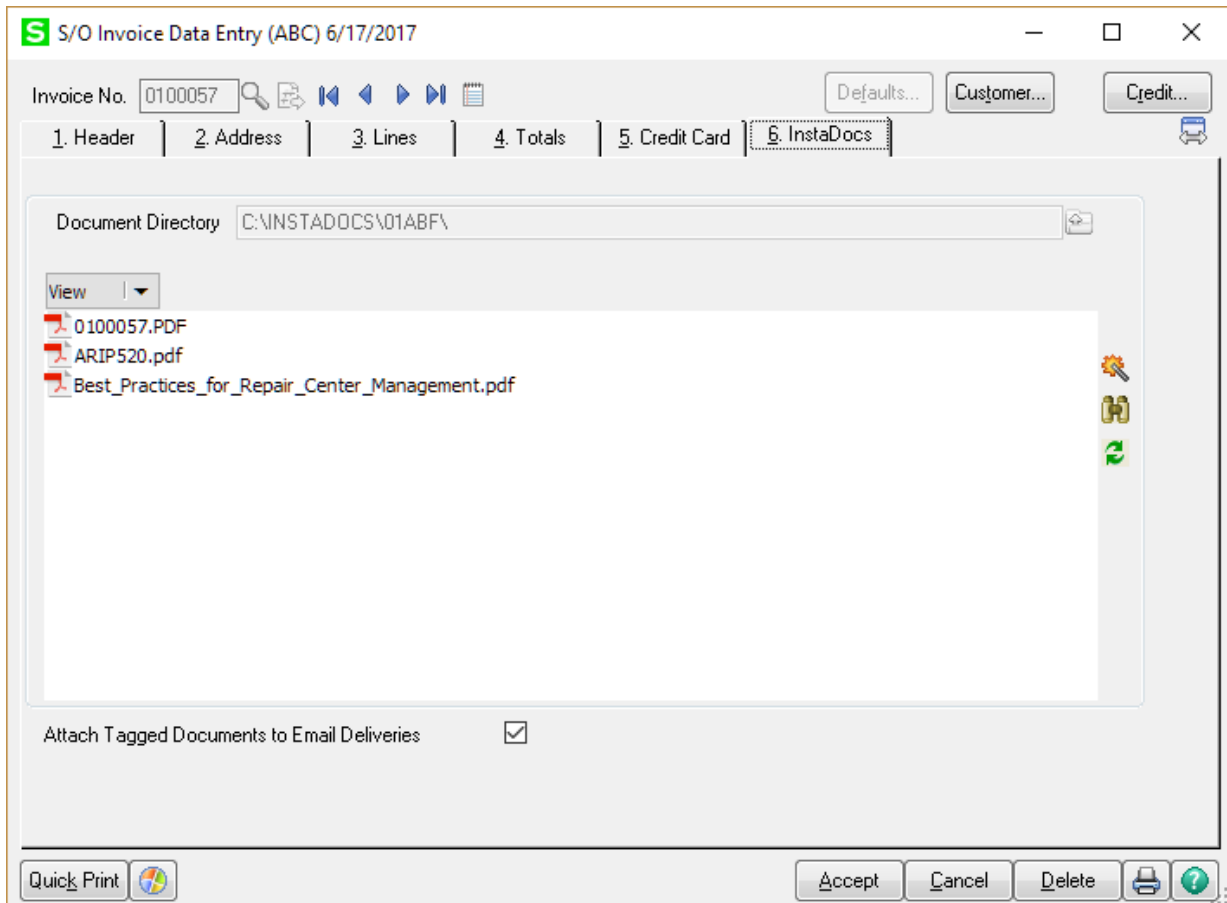 S S/O Invoice Data Entry (ABC) 6/17/2017
Invoice No. 0100057 Defaults... Customer... Credit...
1. Header 2. Address 3. Lines 4. Totals 5. Credit Card 6. InstaDocs
Document Directory C:\INSTADOCS\01ABF\
View
0100057.PDF
ARIP520.pdf
Best_Practices_for_Repair_Center_Management.pdf
Attach Tagged Documents to Email Deliveries
Quick Print Accept Cancel Delete ?